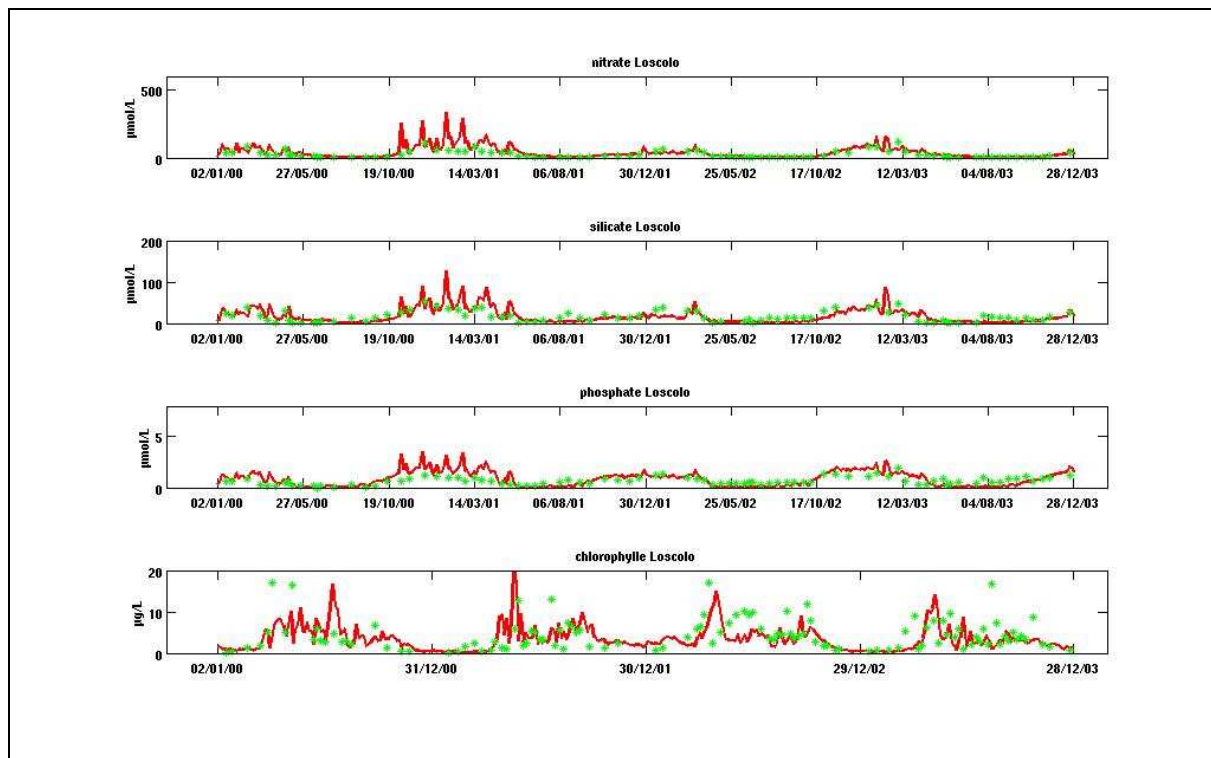 nitrate Loscolo
500
µmol/L
0
02/01/00 27/05/00 19/10/00 14/03/01 06/08/01 30/12/01 25/05/02 17/10/02 12/03/03 04/08/03 28/12/03
silicate Loscolo
200
µmol/L
100
0
02/01/00 27/05/00 19/10/00 14/03/01 06/08/01 30/12/01 25/05/02 17/10/02 12/03/03 04/08/03 28/12/03
phosphate Loscolo
5
µmol/L
0
02/01/00 27/05/00 19/10/00 14/03/01 06/08/01 30/12/01 25/05/02 17/10/02 12/03/03 04/08/03 28/12/03
chlorophylle Loscolo
20
µg/L
10
0
02/01/00 31/12/00 30/12/01 29/12/02 28/12/03